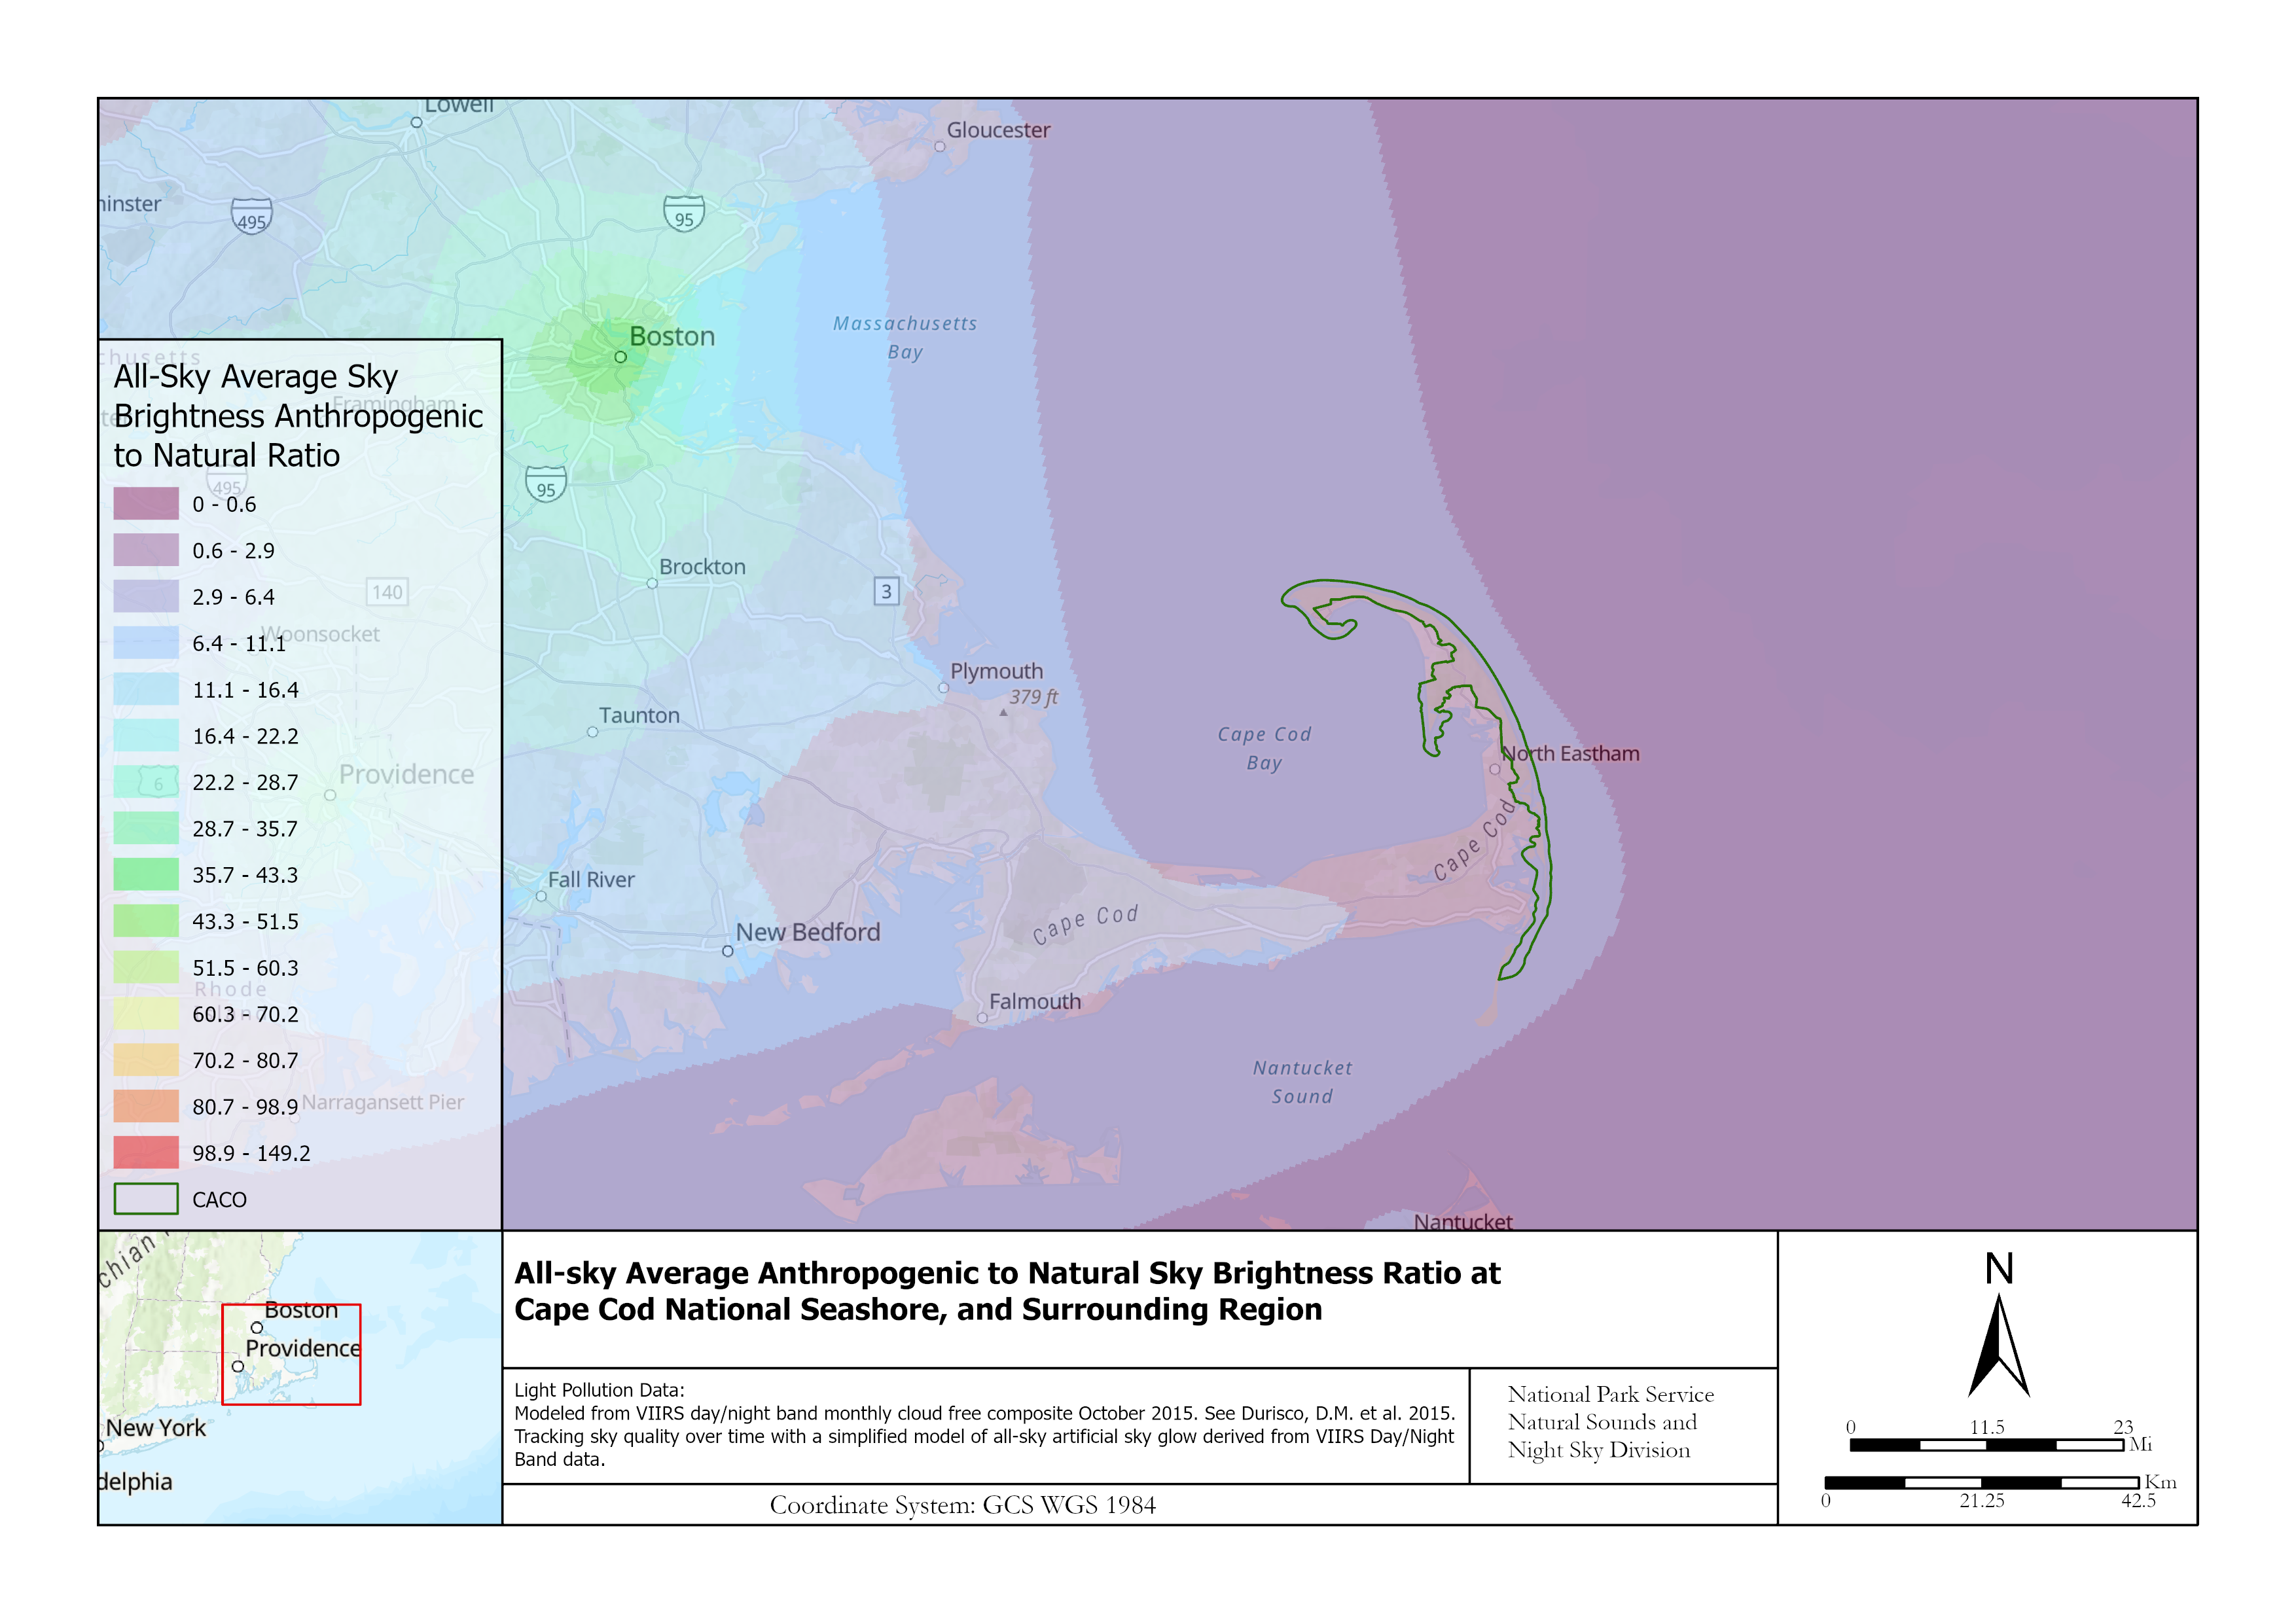 Lowell
Gloucester
minster
495
95
Boston
Massachusetts
Bay
chusetts
All-Sky Average Sky
Brightness Anthropogenic
to Natural Ratio
Framingham
495
95
0 - 0.6
0.6 - 2.9
2.9 - 6.4
6.4 - 11.1
11.1 - 16.4
16.4 - 22.2
22.2 - 28.7
28.7 - 35.7
35.7 - 43.3
43.3 - 51.5
51.5 - 60.3
60.3 - 70.2
70.2 - 80.7
80.7 - 98.9
98.9 - 149.2
CACO
140
Woonsocket
Providence
6
Rhode
Narragansett Pier
Brockton
3
Plymouth
379 ft
Taunton
Cape Cod
Bay
North Eastham
Cape Cod
Fall River
New Bedford
Cape Cod
Falmouth
Nantucket
Sound
Nantucket
chian
Boston
Providence
New York
delphia
All-sky Average Anthropogenic to Natural Sky Brightness Ratio at
Cape Cod National Seashore, and Surrounding Region
Light Pollution Data:
Modeled from VIIRS day/night band monthly cloud free composite October 2015. See Durisco, D.M. et al. 2015.
Tracking sky quality over time with a simplified model of all-sky artificial sky glow derived from VIIRS Day/Night
Band data.
National Park Service
Natural Sounds and
Night Sky Division
Coordinate System: GCS WGS 1984
N
0 11.5 23
Mi
Km
0 21.25 42.5